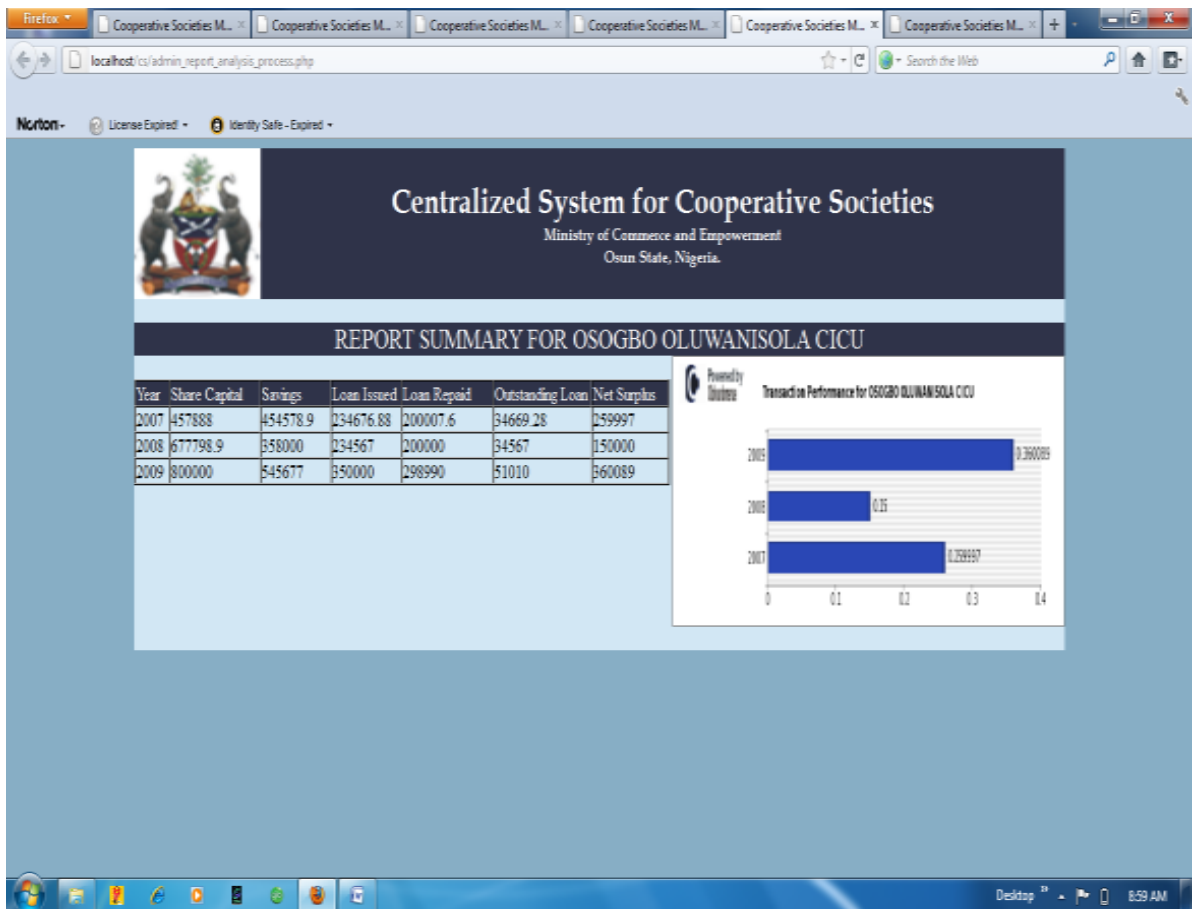 Firefox
Cooperative Societies M... Cooperative Societies M... Cooperative Societies M... Cooperative Societies M... Cooperative Societies M... Cooperative Societies M...
localhost/cs/admin_report_analysis_process.php
Search the Web
Norton License Expired! Identity Safe - Expired
Centralized System for Cooperative Societies
Ministry of Commerce and Empowerment
Osun State, Nigeria.
REPORT SUMMARY FOR OSOGBO OLUWANISOLA CICU
Year Share Capital Savings Loan Issued Loan Repaid Outstanding Loan Net Surplus
2007 457888 454578.9 234676.88 200007.6 34669.28 259997
2008 677798.9 358000 234567 200000 34567 150000
2009 800000 545677 350000 298990 51010 360089
Powered by
Transaction Performance for OSOGBO OLUWANISOLA CICU
2009 0.360089
2008 0.15
2007 0.259997
0 0.1 0.2 0.3 0.4
Desktop 8:59 AM